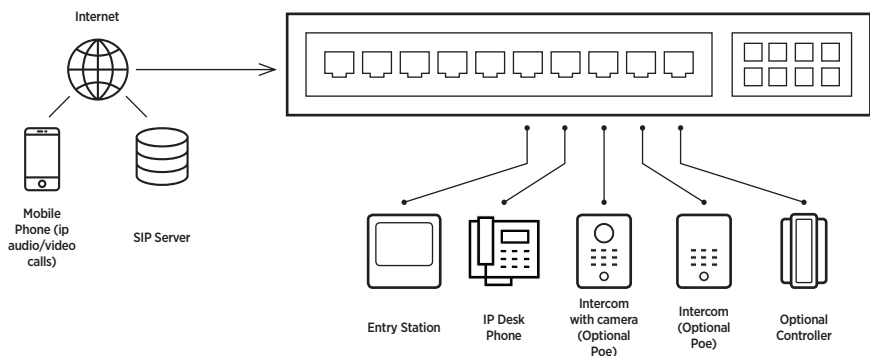 Internet
Mobile
Phone (ip
audio/video
calls)
SIP Server
Entry Station
IP Desk
Phone
Intercom
with camera
(Optional
Poe)
Intercom
(Optional
Poe)
Optional
Controller